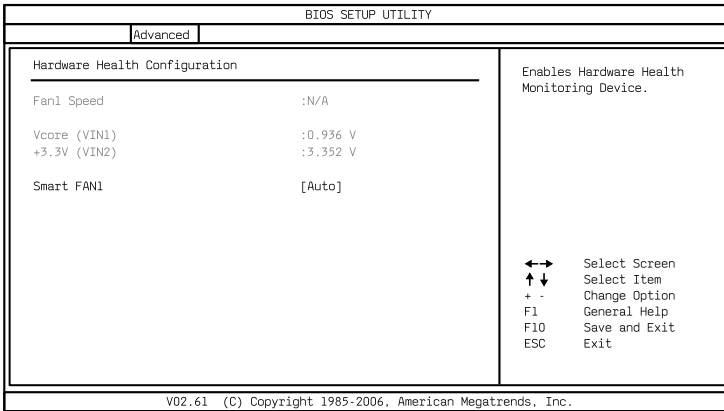 BIOS SETUP UTILITY
Advanced
Hardware Health Configuration
Fan1 Speed :N/A
Vcore (VIN1) :0.936 V
+3.3V (VIN2) :3.352 V
Smart FAN1 [Auto]
Enables Hardware Health
Monitoring Device.
←→ Select Screen
↑↓ Select Item
+ - Change Option
F1 General Help
F10 Save and Exit
ESC Exit
V02.61 (C) Copyright 1985-2006, American Megatrends, Inc.